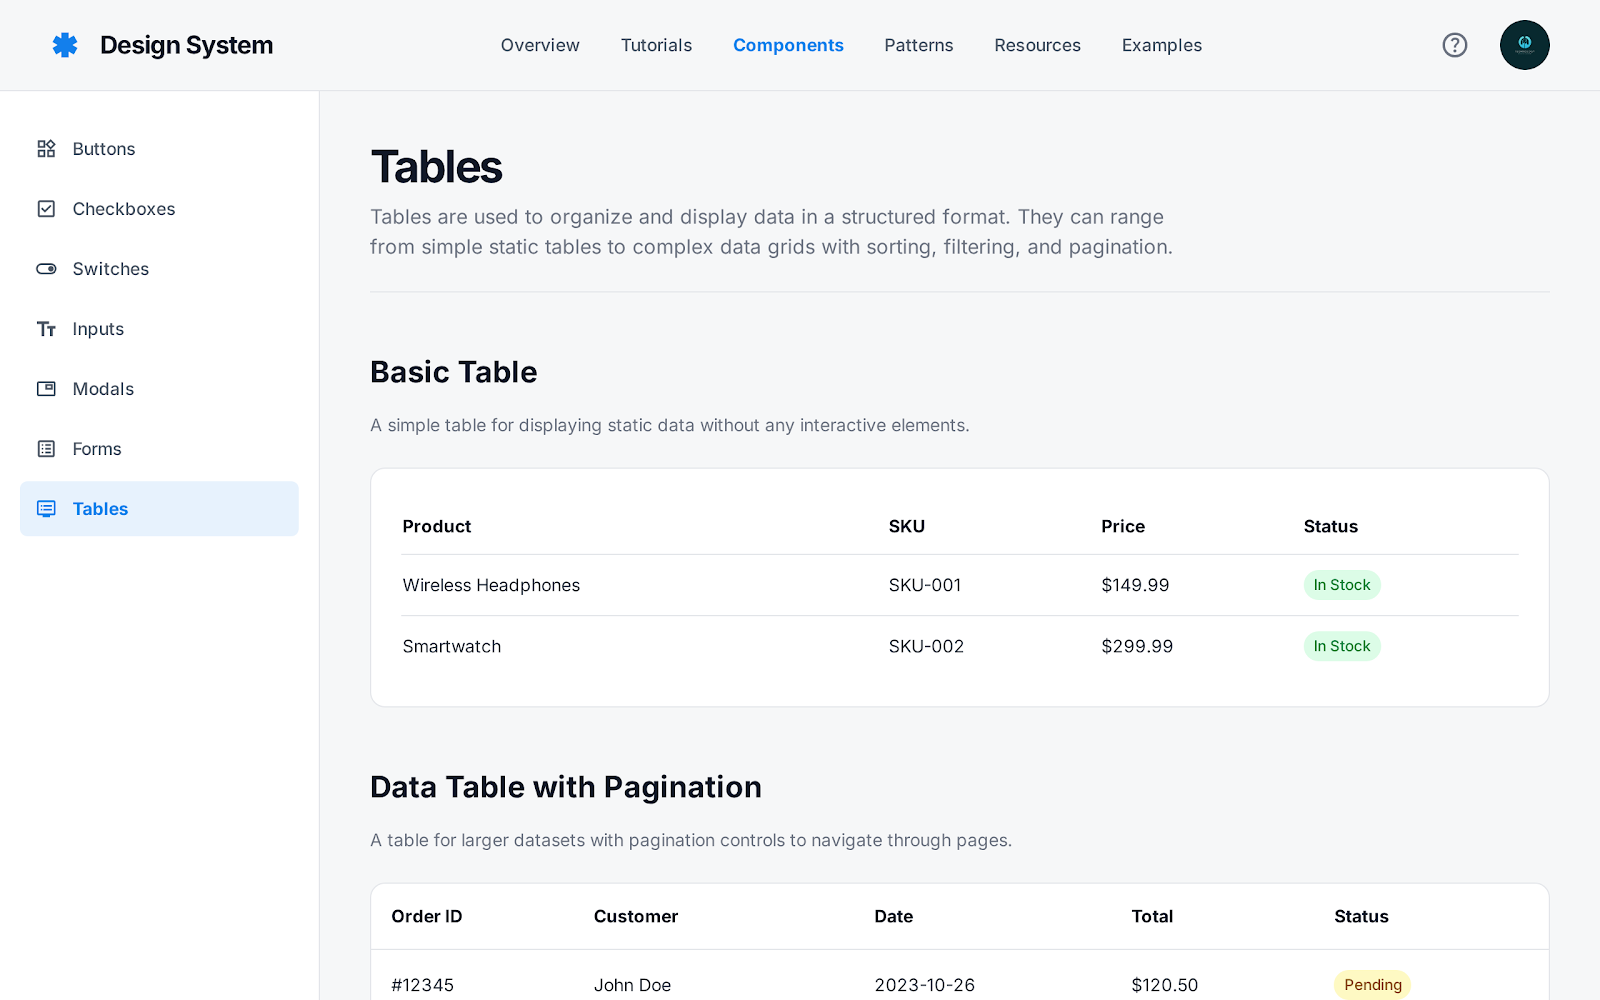 Design System
Overview
Tutorials
Components
Patterns
Resources
Examples
Buttons
Checkboxes
Switches
Inputs
Modals
Forms
Tables
Tables
Tables are used to organize and display data in a structured format. They can range
from simple static tables to complex data grids with sorting, filtering, and pagination.
Basic Table
A simple table for displaying static data without any interactive elements.
Product SKU Price Status
Wireless Headphones SKU-001 $149.99 In Stock
Smartwatch SKU-002 $299.99 In Stock
Data Table with Pagination
A table for larger datasets with pagination controls to navigate through pages.
Order ID Customer Date Total Status
#12345 John Doe 2023-10-26 $120.50 Pending